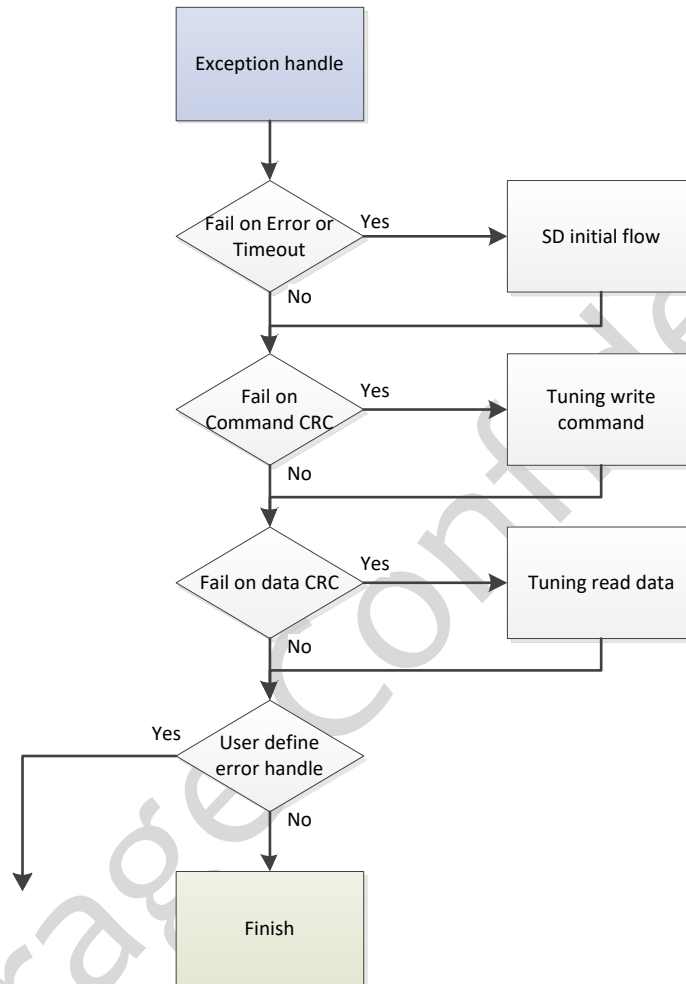 Exception handle
Fail on Error or
Timeout
Yes
SD initial flow
No
Fail on
Command CRC
Yes
Tuning write
command
No
Fail on data CRC
Yes
Tuning read data
No
Yes
User define
error handle
No
Finish